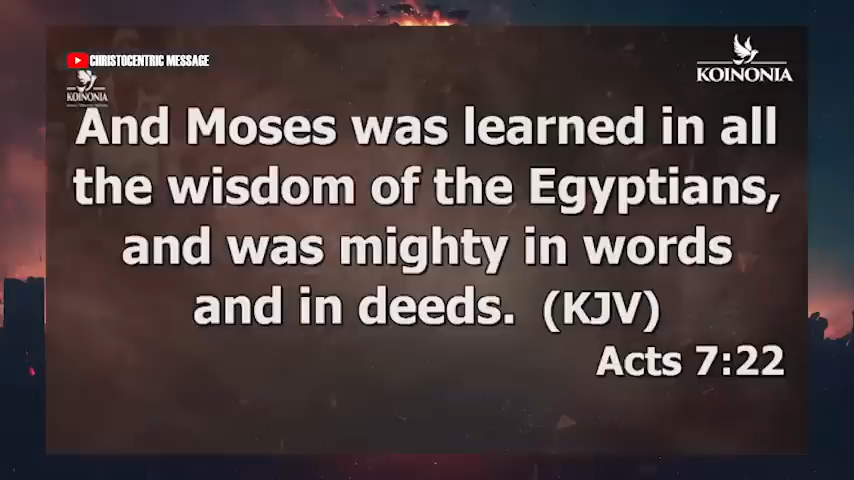 CHRISTOCENTRIC MESSAGE
KOINONIA
KOINONIA
And Moses was learned in all
the wisdom of the Egyptians,
and was mighty in words
and in deeds. (KJV)
Acts 7:22